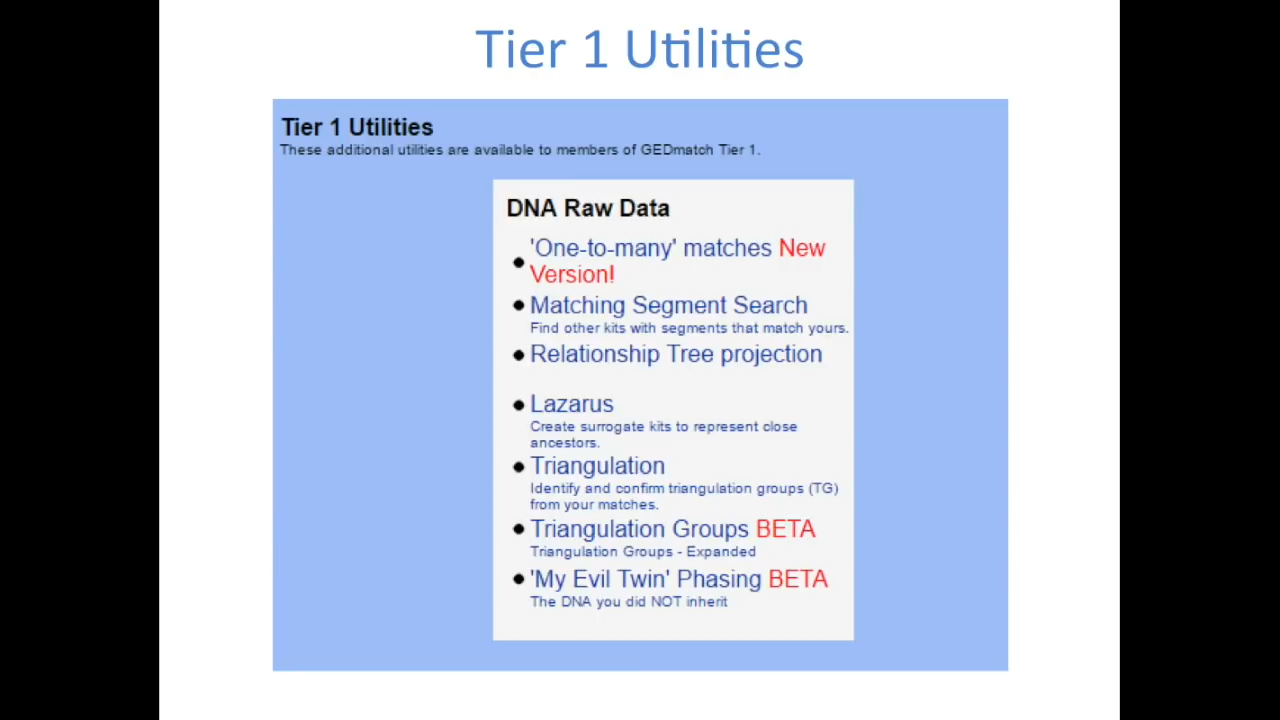 Tier 1 Utilities
Tier 1 Utilities
These additional utilities are available to members of GEDmatch Tier 1.
DNA Raw Data
'One-to-many' matches New
Version!
Matching Segment Search
Find other kits with segments that match yours.
Relationship Tree projection
Lazarus
Create surrogate kits to represent close
ancestors.
Triangulation
Identify and confirm triangulation groups (TG)
from your matches.
Triangulation Groups BETA
Triangulation Groups - Expanded
'My Evil Twin' Phasing BETA
The DNA you did NOT inherit